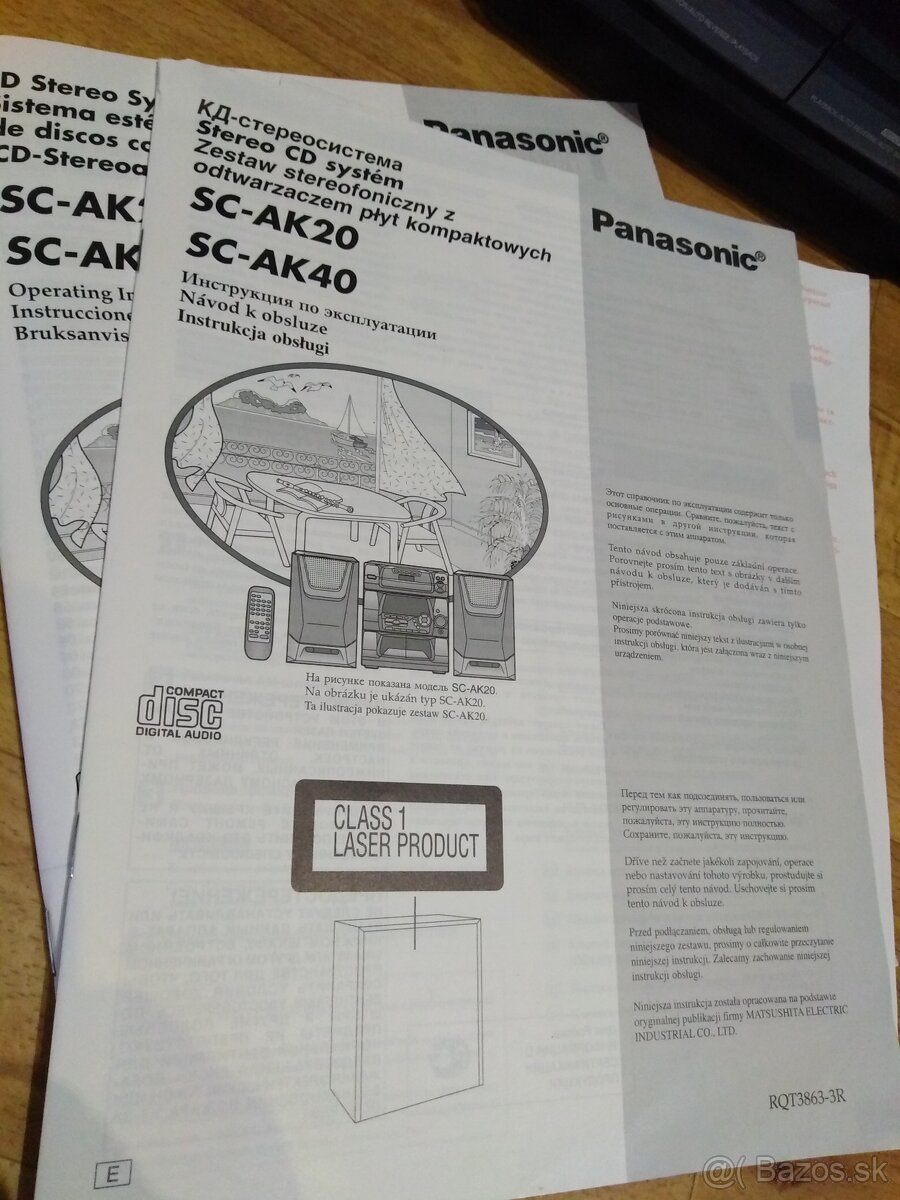 D Stereo Sy
de discos co
CD-Stereoa
SC-AK
SC-AK
Operating In
Instruccione
Bruksanvis
Panasonic®
КД-стереосистема
Stereo CD systém
Zestaw stereofoniczny z
odtwarzaczem płyt kompaktowych
SC-AK20
SC-AK40
Инструкция по эксплуатации
Návod k obsluze
Instrukcja obsługi
Panasonic®
Этот справочник по эксплуатации содержит только
основные операции. Сравните, пожалуйста, текст с
рисунками в другой инструкции, которая
поставляется с этим аппаратом.
Tento návod obsahuje pouze základní operace.
Porovnejte prosím tento text s obrázky v dalším
návodu k obsluze, který je dodáván s tímto
přístrojem.
Niniejsza skrócona instrukcja obsługi zawiera tylko
operacje podstawowe.
Prosimy porównać niniejszy tekst z ilustracjami w osobnej
instrukcji obsługi, która jest załączona wraz z niniejszym
urządzeniem.
На рисунке показана модель SC-AK20.
Na obrázku je ukázán typ SC-AK20.
Ta ilustracja pokazuje zestaw SC-AK20.
COMPACT
disc
DIGITAL AUDIO
CLASS 1
LASER PRODUCT
Перед тем как подсоединять, пользоваться или
регулировать эту аппаратуру, прочитайте,
пожалуйста, эту инструкцию полностью.
Сохраните, пожалуйста, эту инструкцию.
Dříve než začnete jakékoli zapojování, operace
nebo nastavování tohoto výrobku, prostudujte si
prosím celý tento návod. Uschovejte si prosím
tento návod k obsluze.
Przed podłączaniem, obsługą lub regulowaniem
niniejszego zestawu, prosimy o całkowite przeczytanie
niniejszej instrukcji. Zalecamy zachowanie niniejszej
instrukcji obsługi.
Niniejsza instrukcja została opracowana na podstawie
oryginalnej publikacji firmy MATSUSHITA ELECTRIC
INDUSTRIAL CO., LTD.
RQT3863-3R
E
@( Bazos.sk